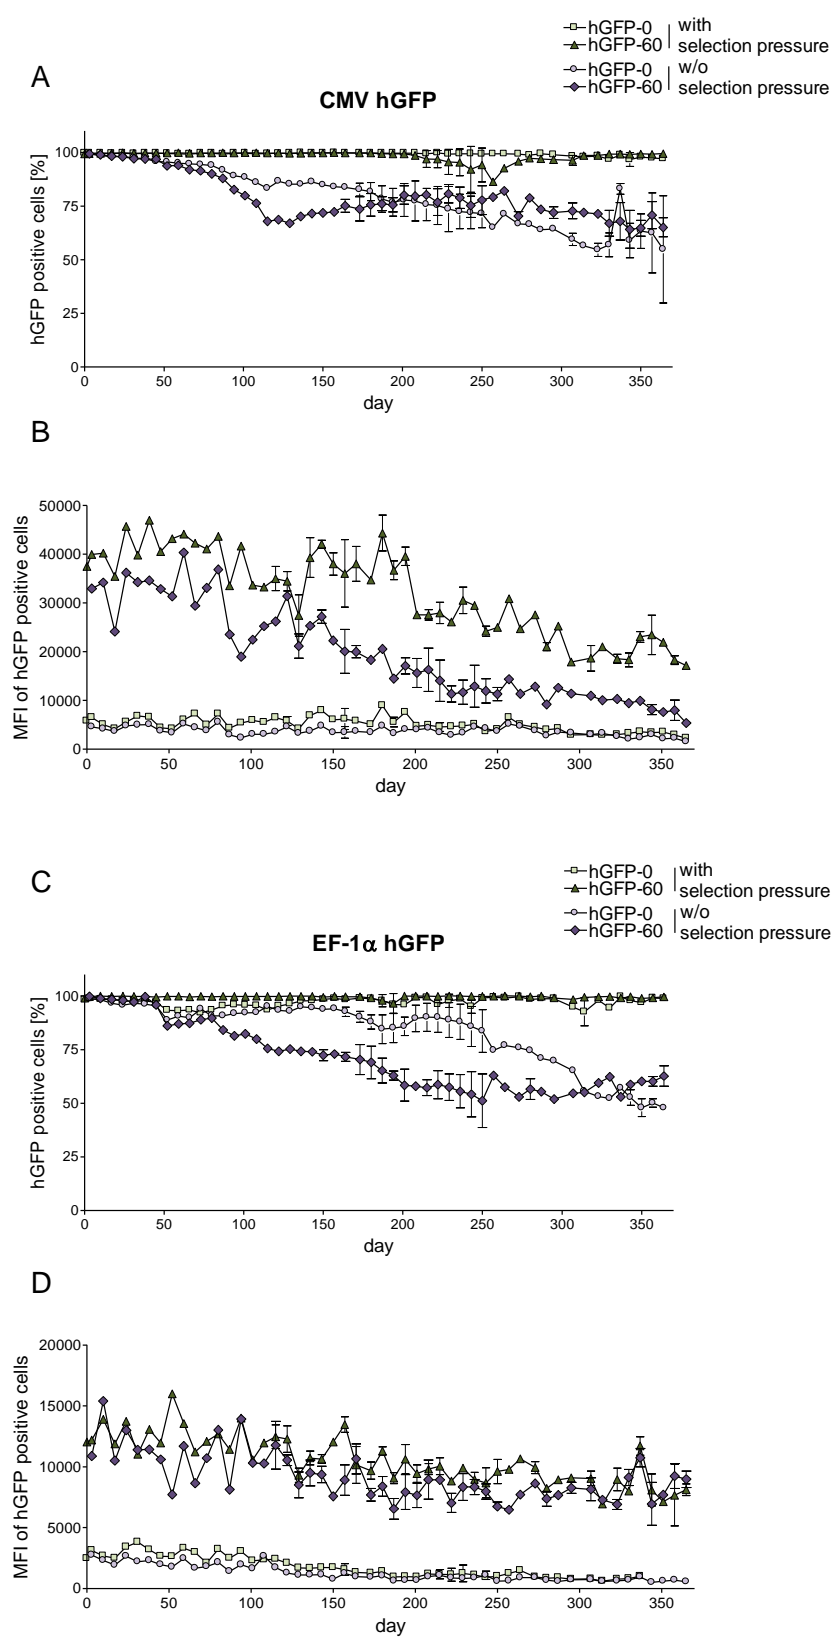 hGFP-0
with
hGFP-60
selection pressure
hGFP-0
w/o
hGFP-60
selection pressure
A
CMV hGFP
hGFP positive cells [%]
100
75
50
25
0
0 50 100 150 200 250 300 350
day
B
MFI of hGFP positive cells
50000
40000
30000
20000
10000
0
0 50 100 150 200 250 300 350
day
C
hGFP-0
with
hGFP-60
selection pressure
hGFP-0
w/o
hGFP-60
selection pressure
EF-1α hGFP
hGFP positive cells [%]
100
75
50
25
0
0 50 100 150 200 250 300 350
day
D
MFI of hGFP positive cells
20000
15000
10000
5000
0
0 50 100 150 200 250 300 350
day